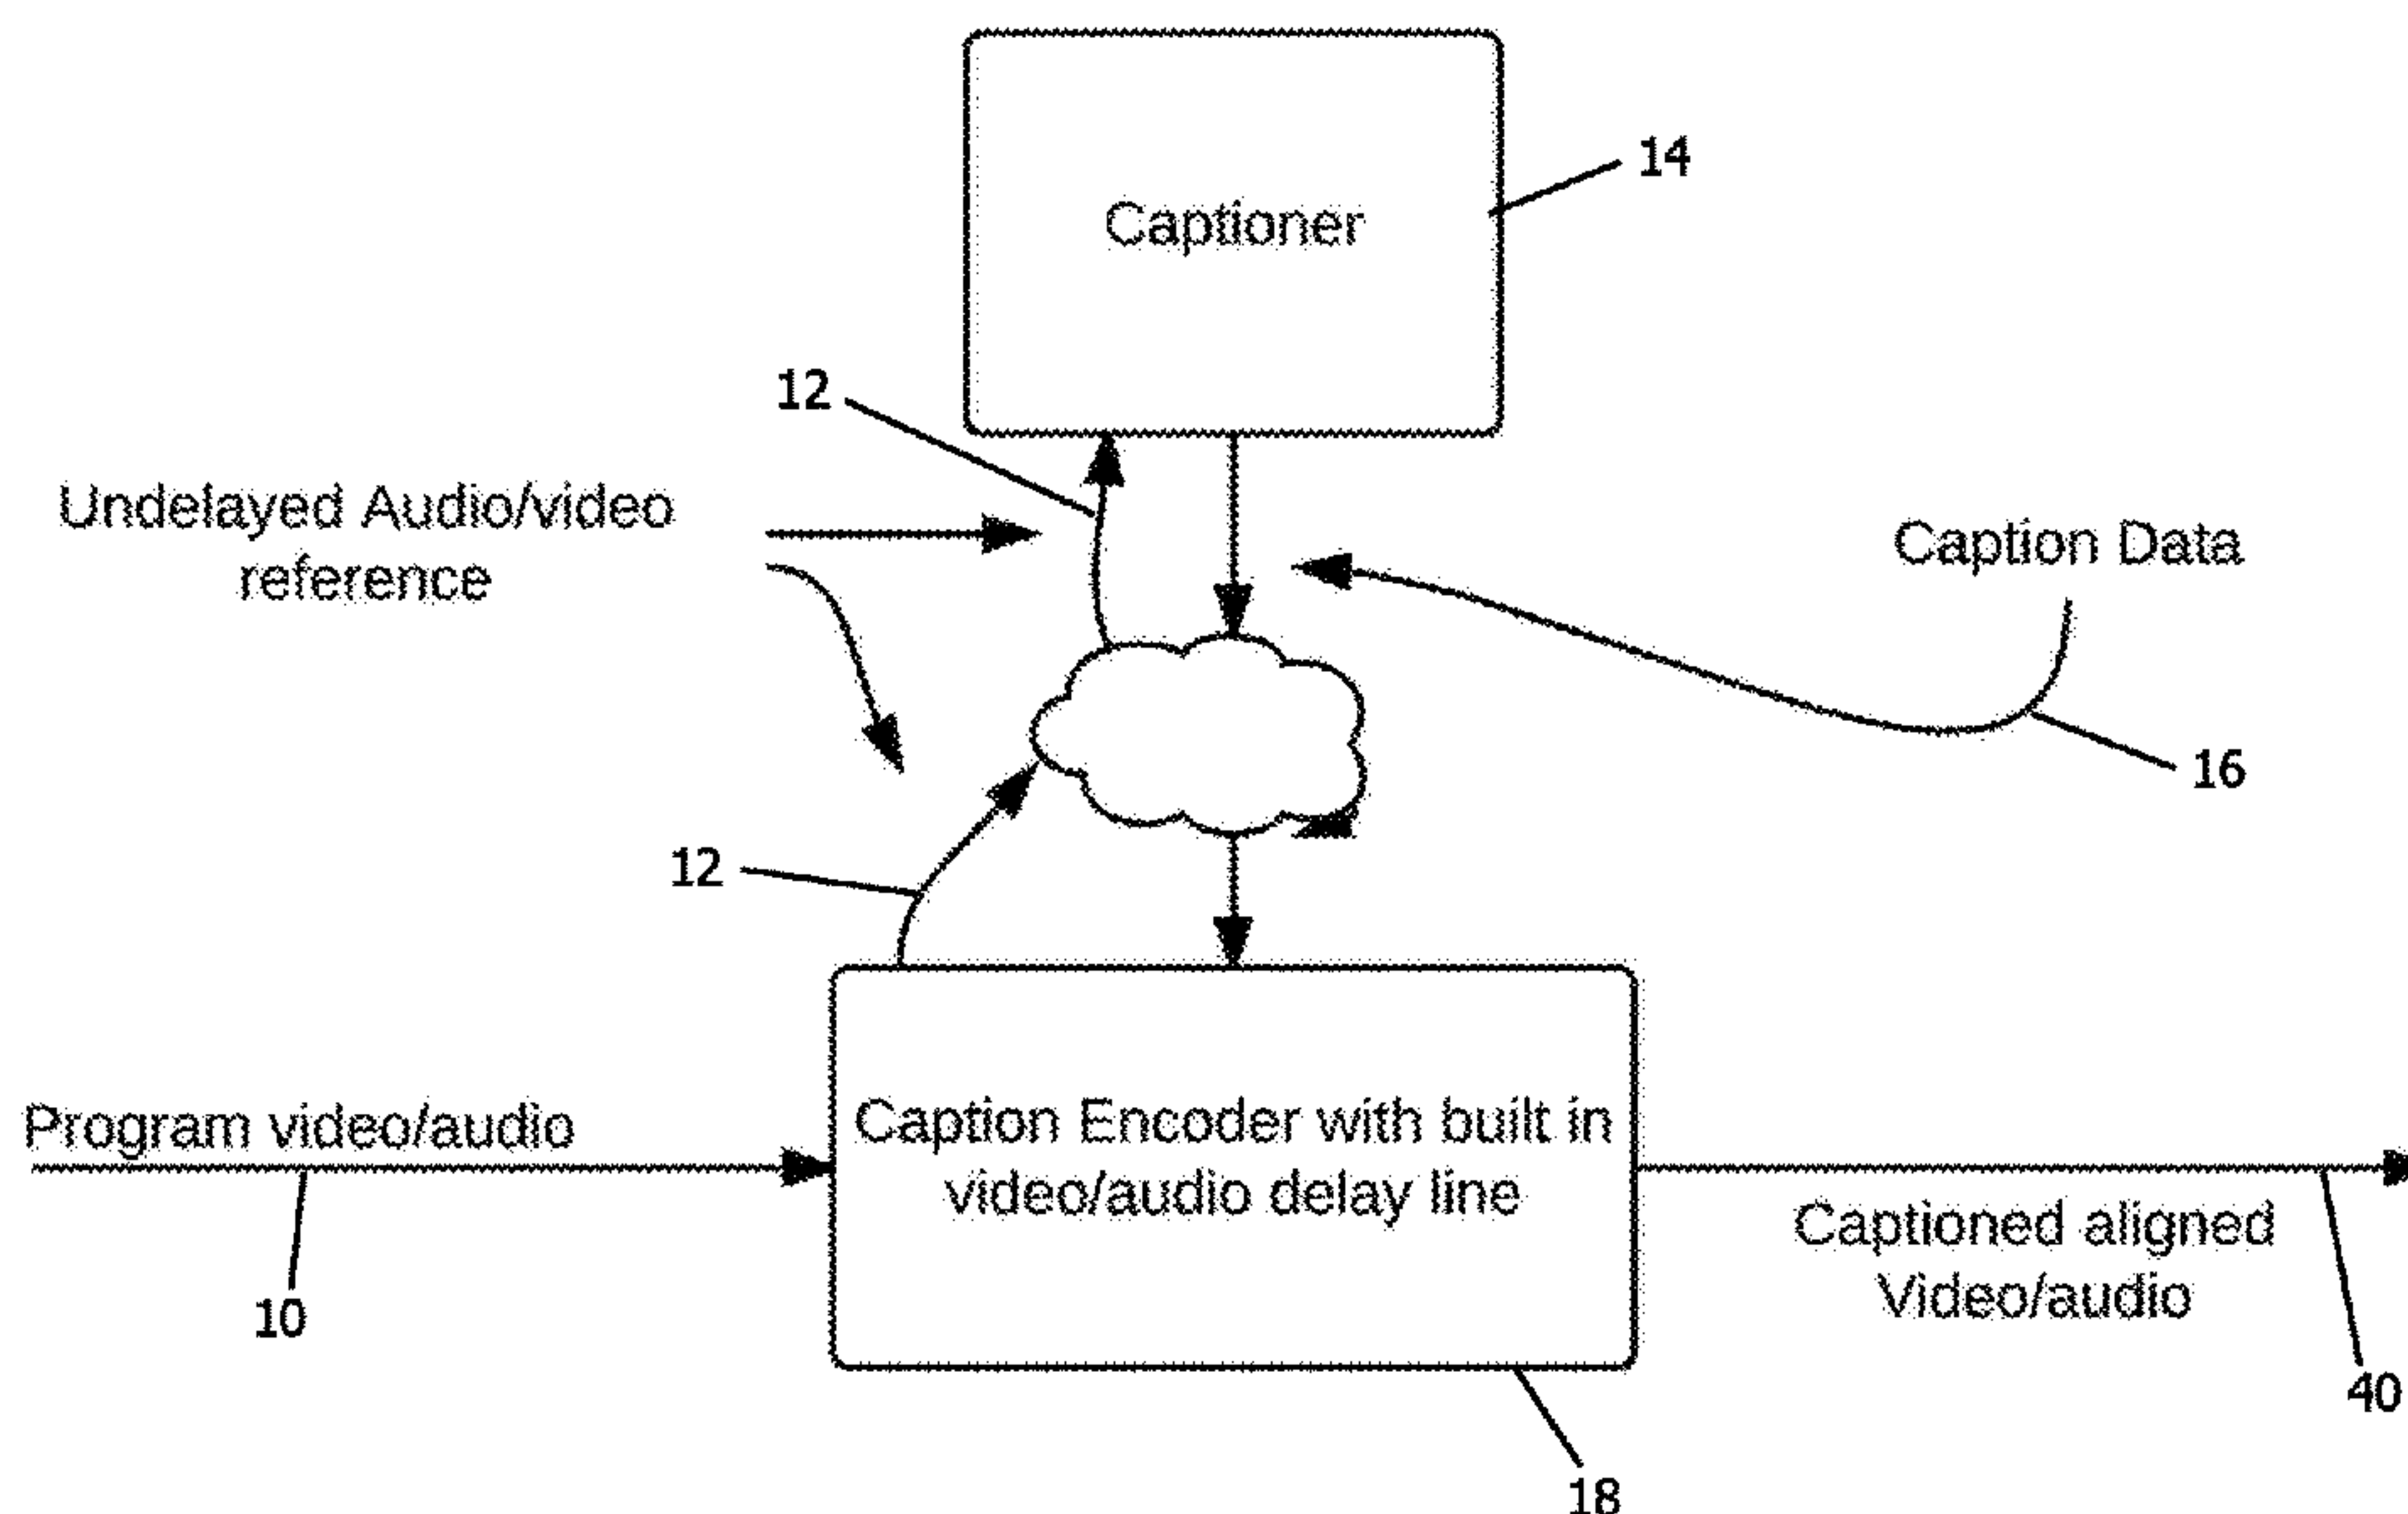 Captioner
14
12
Undelayed Audio/video
reference
Caption Data
16
12
Program video/audio
10
Caption Encoder with built in
video/audio delay line
18
Captioned aligned
Video/audio
40